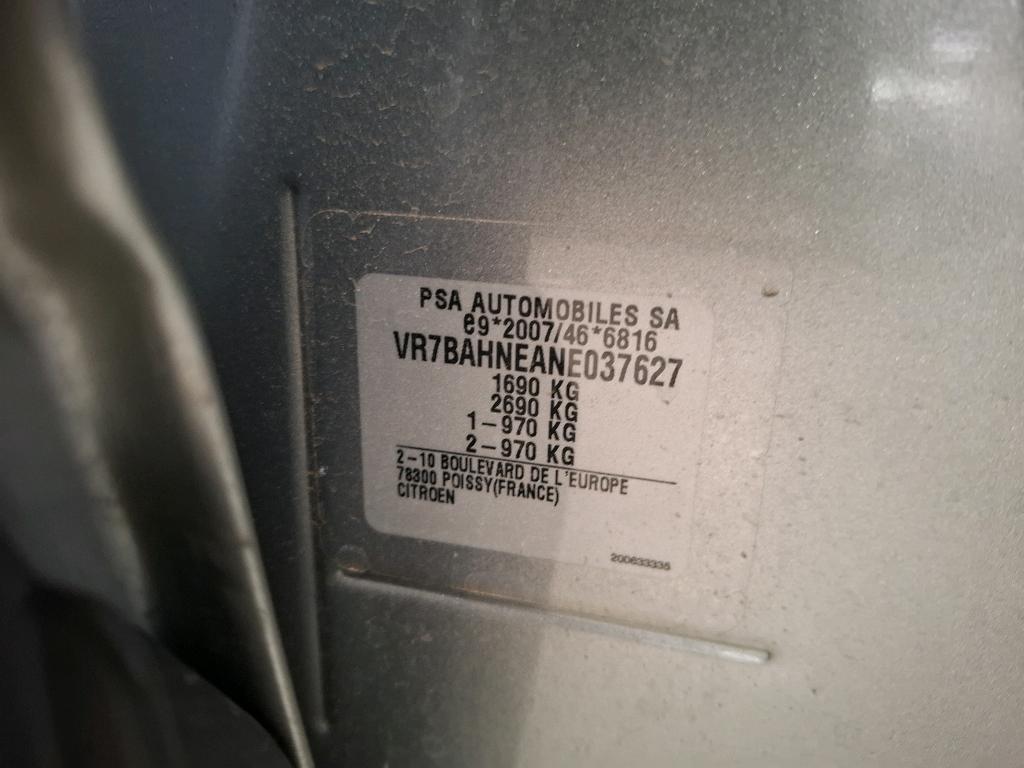 PSA AUTOMOBILES SA
e9*2007/46*6816
VR7BAHNEANE037627
1690 KG
2690 KG
1-970 KG
2-970 KG
2-10 BOULEVARD DE L'EUROPE
78300 POISSY(FRANCE)
CITROEN
200633335